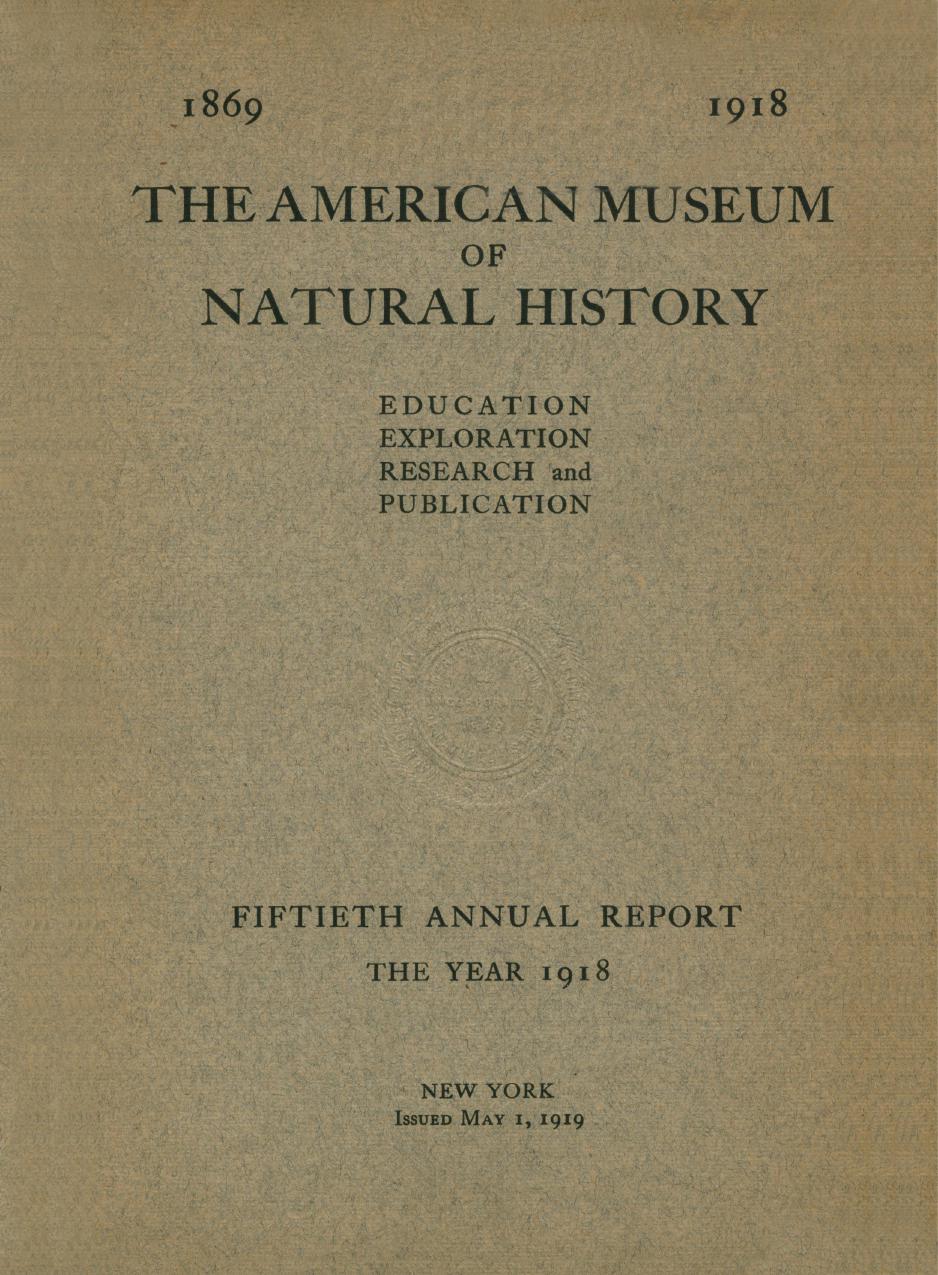 1869 1918
THE AMERICAN MUSEUM
OF
NATURAL HISTORY
EDUCATION
EXPLORATION
RESEARCH and
PUBLICATION
FIFTIETH ANNUAL REPORT
THE YEAR 1918
NEW YORK
ISSUED MAY 1, 1919